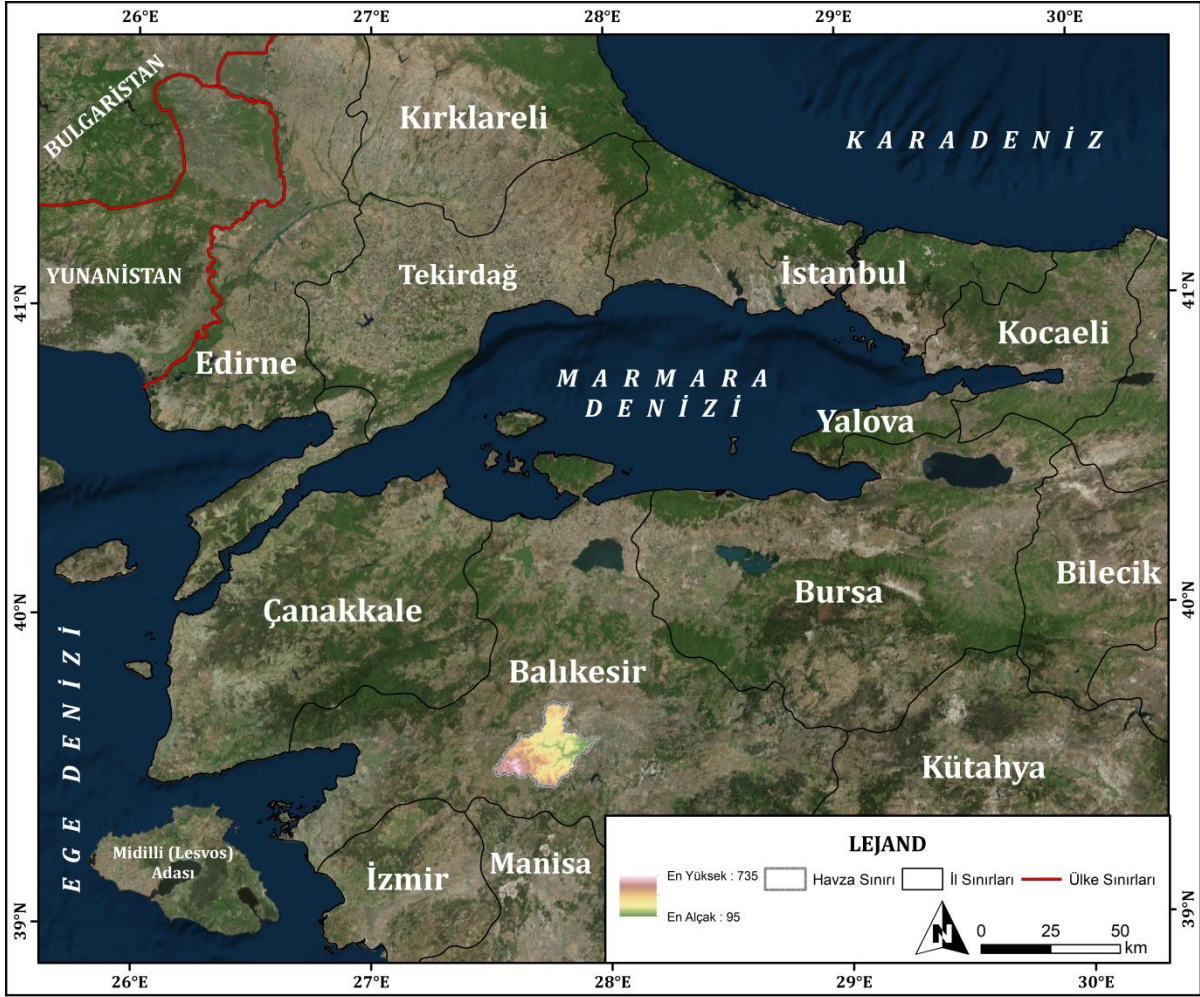 26°E 27°E 28°E 29°E 30°E
BULGARİSTAN
Kırklareli
K A R A D E N İ Z
YUNANİSTAN
Tekirdağ
İstanbul
41°N
41°N
Kocaeli
Edirne
M A R M A R A
D E N İ Z İ
Yalova
Bilecik
Bursa
Çanakkale
40°N
40°N
Balıkesir
E G E D E N İ Z İ
Kütahya
Midilli (Lesvos)
Adası
İzmir
Manisa
39°N
39°N
LEJAND
En Yüksek : 735
En Alçak : 95
Havza Sınırı
İl Sınırları
Ülke Sınırları
N
0 25 50
km
26°E 27°E 28°E 29°E 30°E